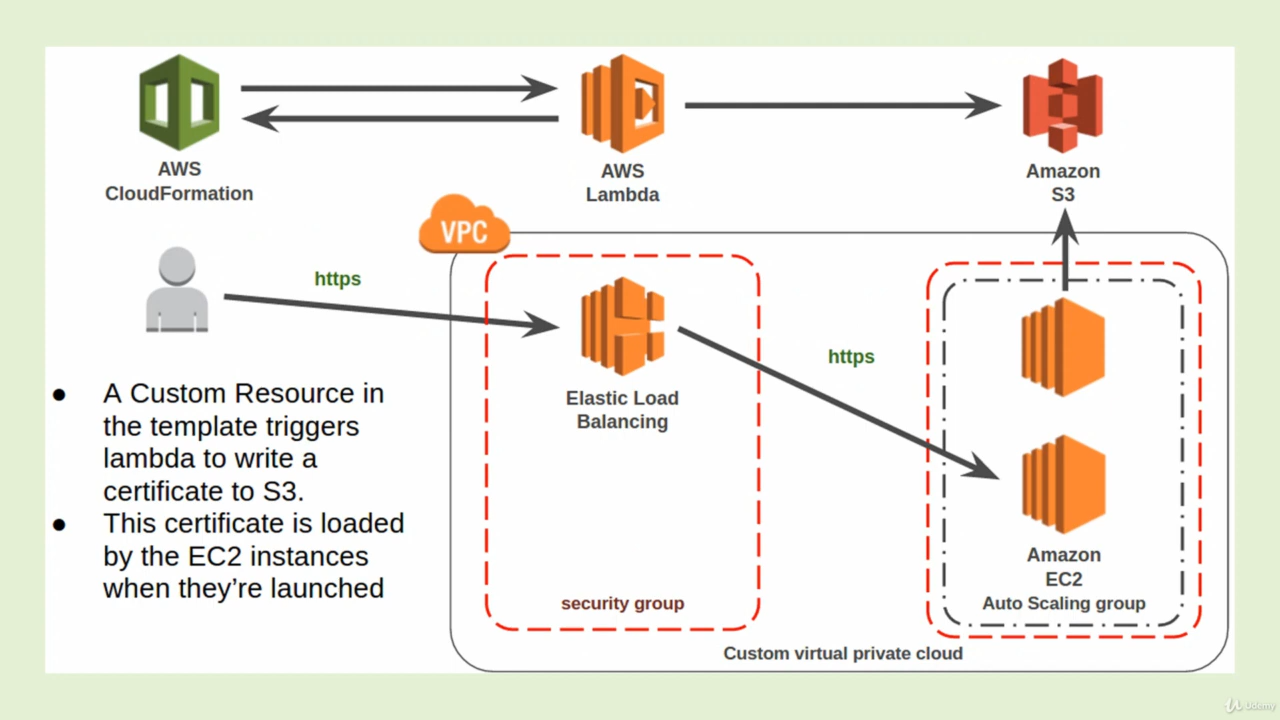 AWS
CloudFormation
AWS
Lambda
Amazon
S3
VPC
https
Elastic Load
Balancing
https
● A Custom Resource in
the template triggers
lambda to write a
certificate to S3.
● This certificate is loaded
by the EC2 instances
when they’re launched
security group
Amazon
EC2
Auto Scaling group
Custom virtual private cloud
Udemy